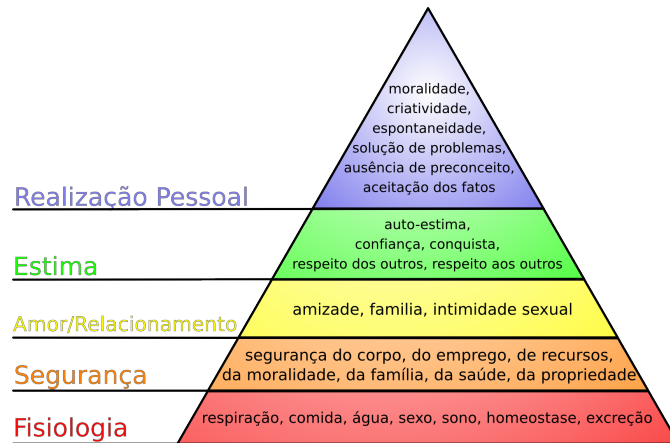 moralidade,
criatividade,
espontaneidade,
solução de problemas,
ausência de preconceito,
aceitação dos fatos
Realização Pessoal
auto-estima,
confiança, conquista,
respeito dos outros, respeito aos outros
Estima
amizade, familia, intimidade sexual
Amor/Relacionamento
segurança do corpo, do emprego, de recursos,
da moralidade, da família, da saúde, da propriedade
Segurança
respiração, comida, água, sexo, sono, homeostase, excreção
Fisiologia